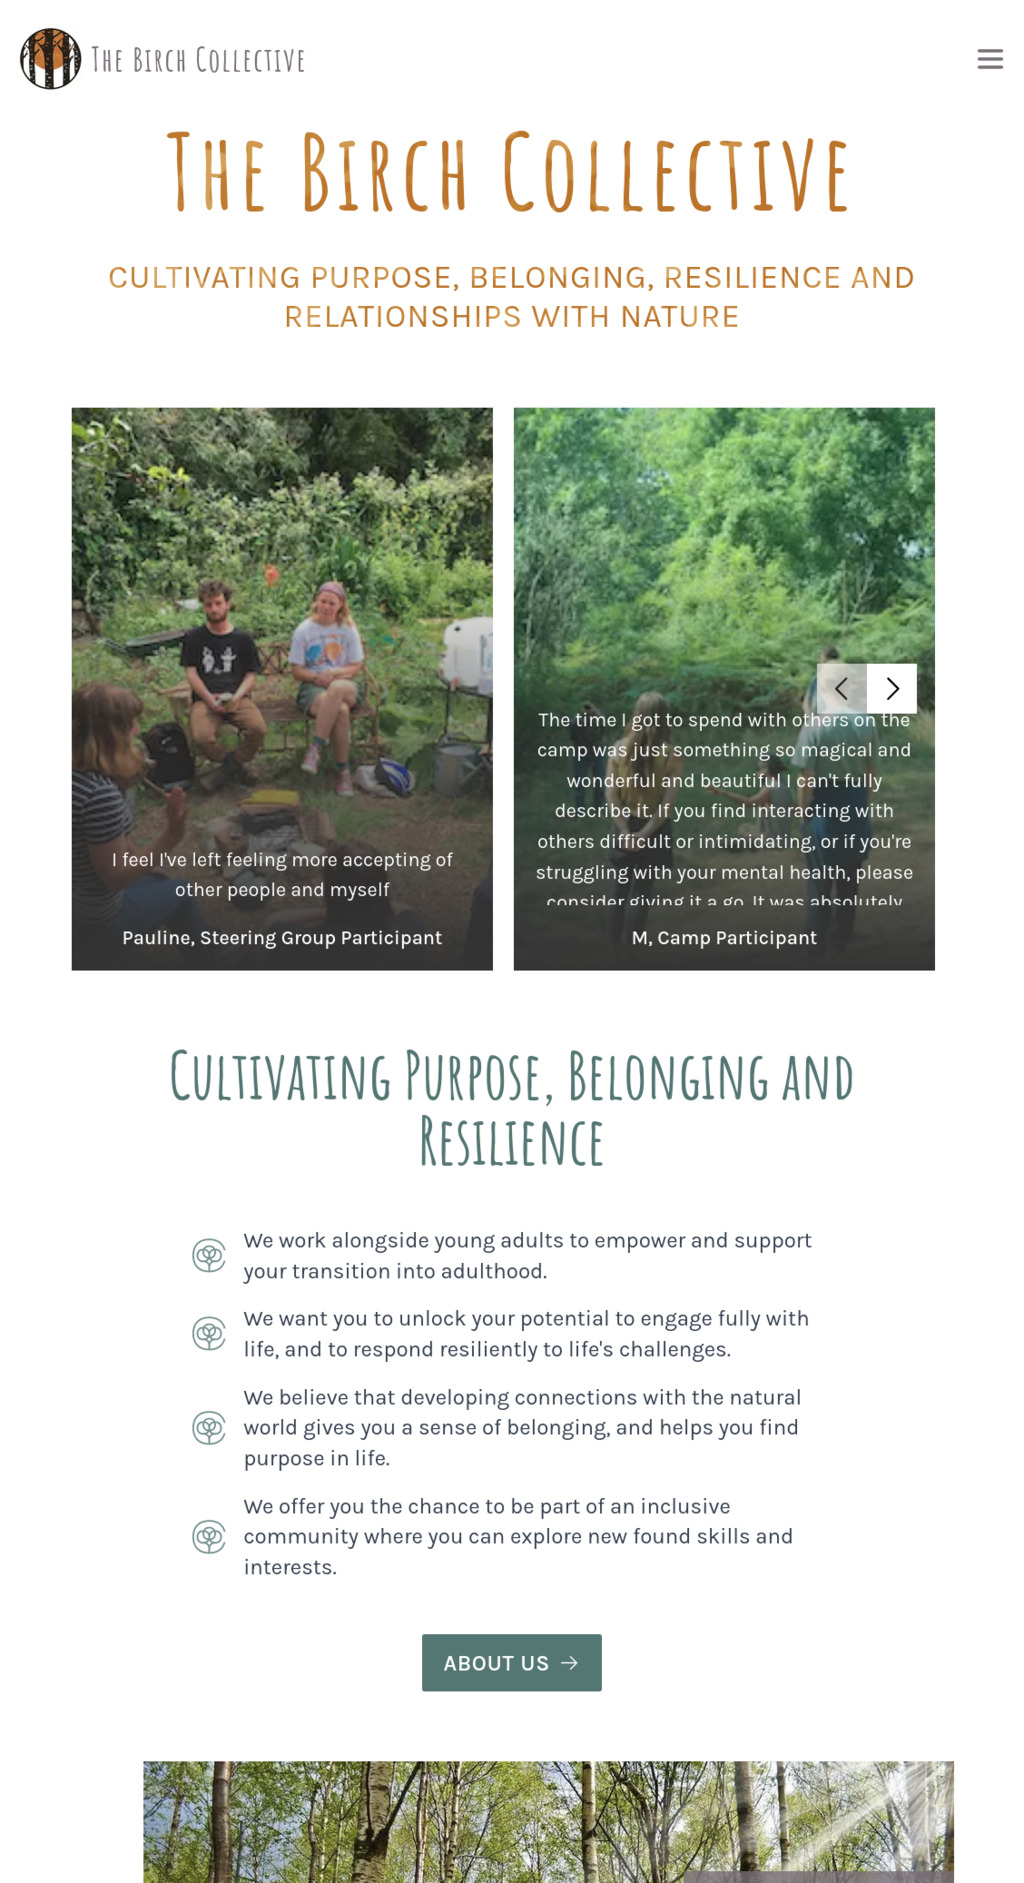 The Birch Collective
The Birch Collective
CULTIVATING PURPOSE, BELONGING, RESILIENCE AND
RELATIONSHIPS WITH NATURE
I feel I've left feeling more accepting of
other people and myself
Pauline, Steering Group Participant
The time I got to spend with others on the
camp was just something so magical and
wonderful and beautiful I can't fully
describe it. If you find interacting with
others difficult or intimidating, or if you're
struggling with your mental health, please
consider giving it a go. It was absolutely
M, Camp Participant
Cultivating Purpose, Belonging and
Resilience
We work alongside young adults to empower and support
your transition into adulthood.
We want you to unlock your potential to engage fully with
life, and to respond resiliently to life's challenges.
We believe that developing connections with the natural
world gives you a sense of belonging, and helps you find
purpose in life.
We offer you the chance to be part of an inclusive
community where you can explore new found skills and
interests.
ABOUT US